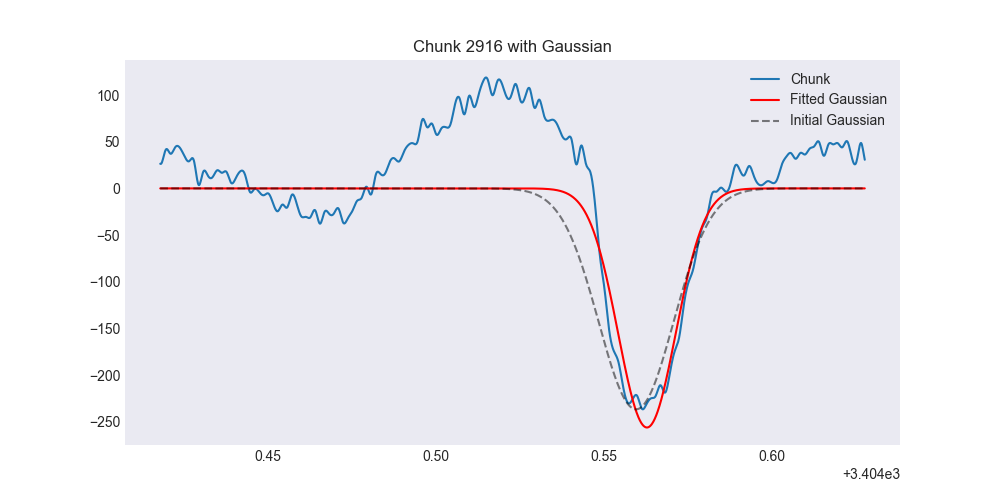 Chunk 2916 with Gaussian
Chunk
Fitted Gaussian
Initial Gaussian
100
50
0
−50
−100
−150
−200
−250
0.45 0.50 0.55 0.60
+3.404e3